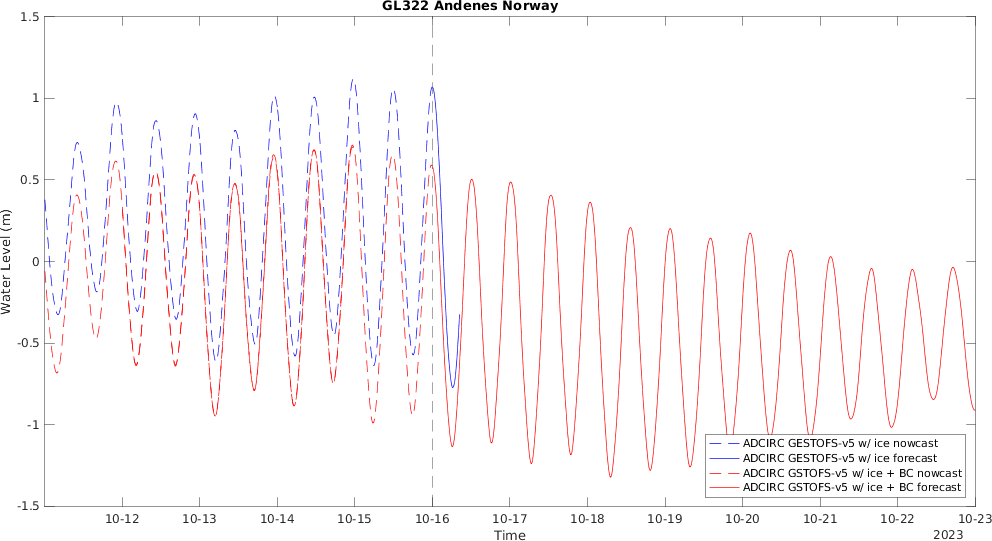 GL322 Andenes Norway
1.5
1
0.5
0
-0.5
-1
-1.5
Water Level (m)
ADCIRC GESTOFS-v5 w/ ice nowcast
ADCIRC GESTOFS-v5 w/ ice forecast
ADCIRC GSTOFS-v5 w/ ice + BC nowcast
ADCIRC GSTOFS-v5 w/ ice + BC forecast
10-12 10-13 10-14 10-15 10-16 10-17 10-18 10-19 10-20 10-21 10-22 10-23
Time
2023